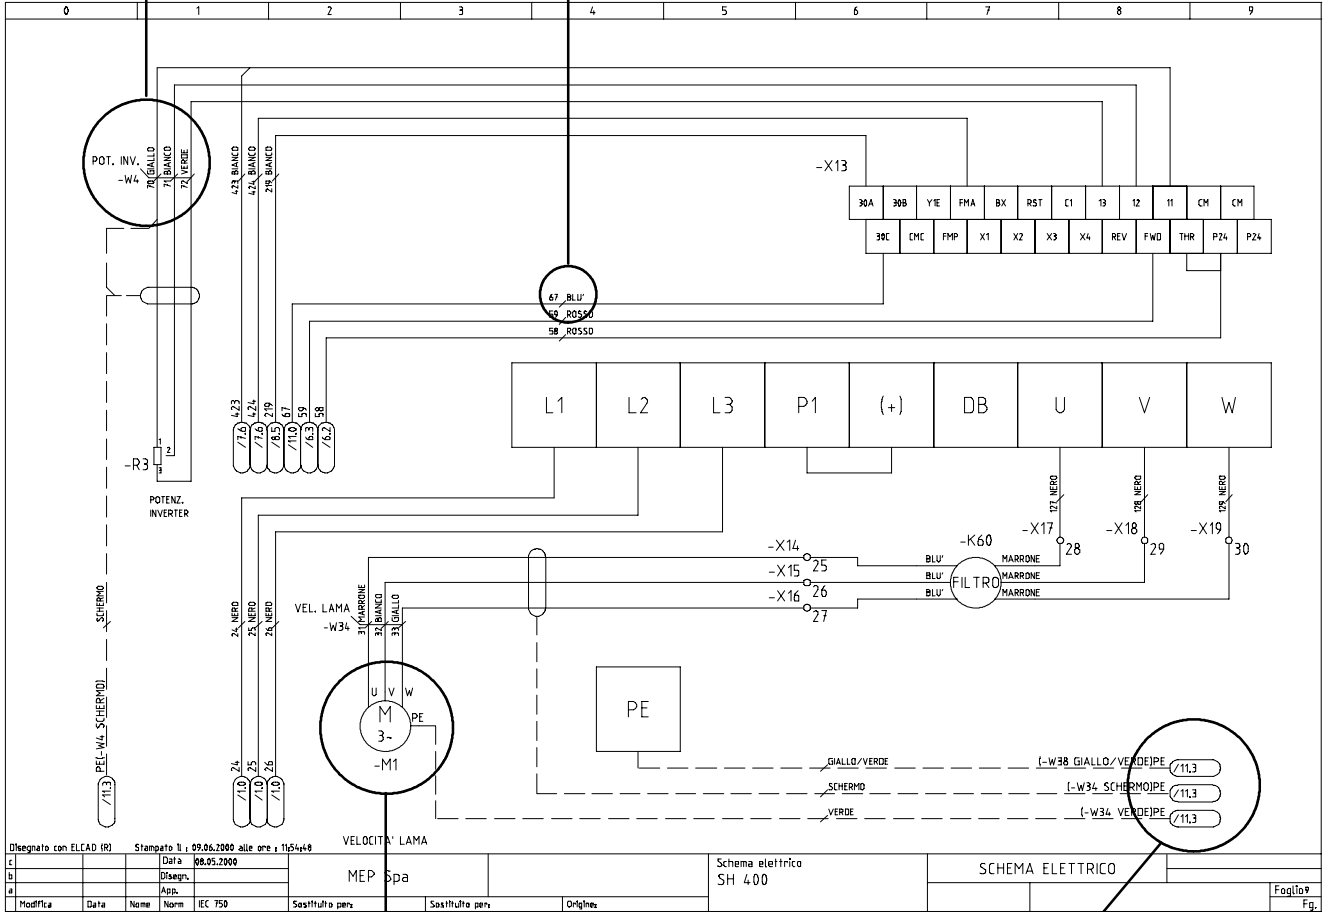 0 1 2 3 4 5 6 7 8 9
POT. INV.
-W4
70 GIALLO
71 BIANCO
72 VERDE
423 BIANCO
424 BIANCO
219 BIANCO
-X13
30A 30B Y1E FMA BX RST C1 13 12 11 CM CM
30C CMC FMP X1 X2 X3 X4 REV FWD THR P24 P24
67 BLU'
59 ROSSO
58 ROSSO
423 424 219 67 59 58
/7.6 /7.6 /8.5 /11.0 /6.3 /6.2
L1 L2 L3 P1 (+) DB U V W
-R3
1
2
3
POTENZ.
INVERTER
127 NERO
128 NERO
129 NERO
-X17 28
-X18 29
-X19 30
-X14 25
-X15 26
-X16 27
-K60
FILTRO
BLU' MARRONE
BLU' MARRONE
BLU' MARRONE
SCHERMO
24 NERO
25 NERO
26 NERO
VEL. LAMA
-W34
31 MARRONE
32 BIANCO
33 GIALLO
U V W
M
3~
PE
-M1
PE
PE(-W4 SCHERMO)
/11.3
24 25 26
/11.0 /11.0 /11.0
GIALLO/VERDE (-W38 GIALLO/VERDE)PE /11.3
SCHERMO (-W34 SCHERMO)PE /11.3
VERDE (-W34 VERDE)PE /11.3
VELOCITA' LAMA
Disegnato con ELCAD (R) Stampato il : 09.06.2000 alle ore : 11:54:48
c Data 08.05.2000
b Disegn.
a App.
Modifica Data Nome Norm IEC 750
MEP Spa
Sostituito per: Sostituito per: Origine:
Schema elettrico
SH 400
SCHEMA ELETTRICO
Foglio 9
Fg.